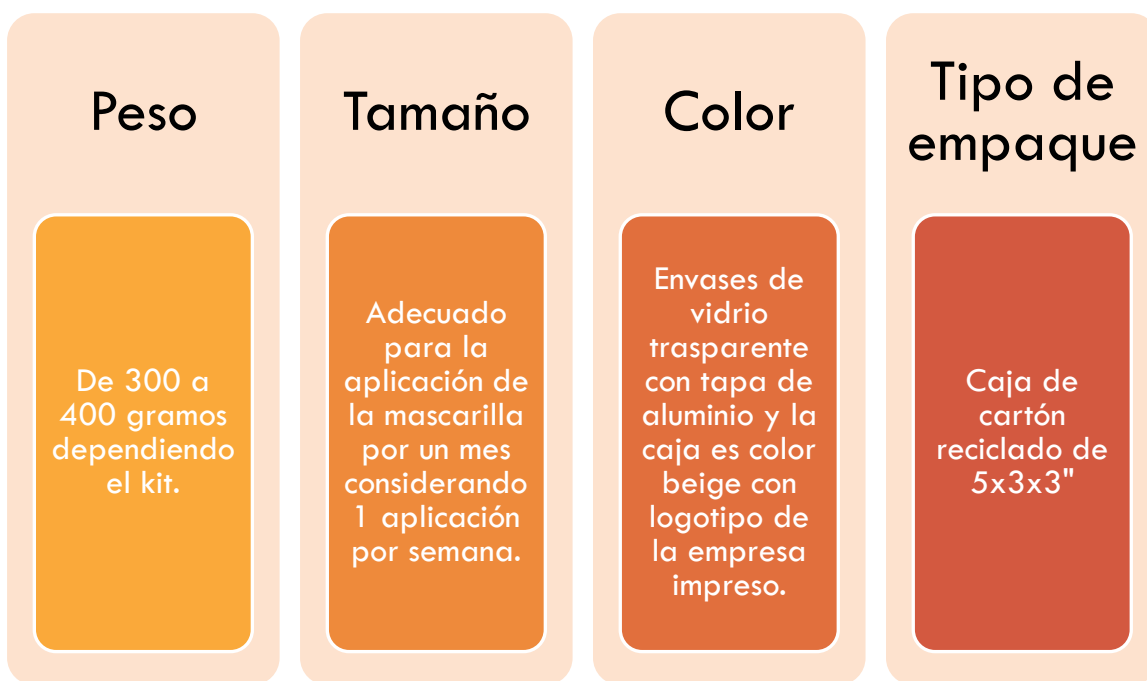 Peso
De 300 a
400 gramos
dependiendo
el kit.
Tamaño
Adecuado
para la
aplicación de
la mascarilla
por un mes
considerando
1 aplicación
por semana.
Color
Envases de
vidrio
trasparente
con tapa de
aluminio y la
caja es color
beige con
logotipo de
la empresa
impreso.
Tipo de
empaque
Caja de
cartón
reciclado de
5x3x3"